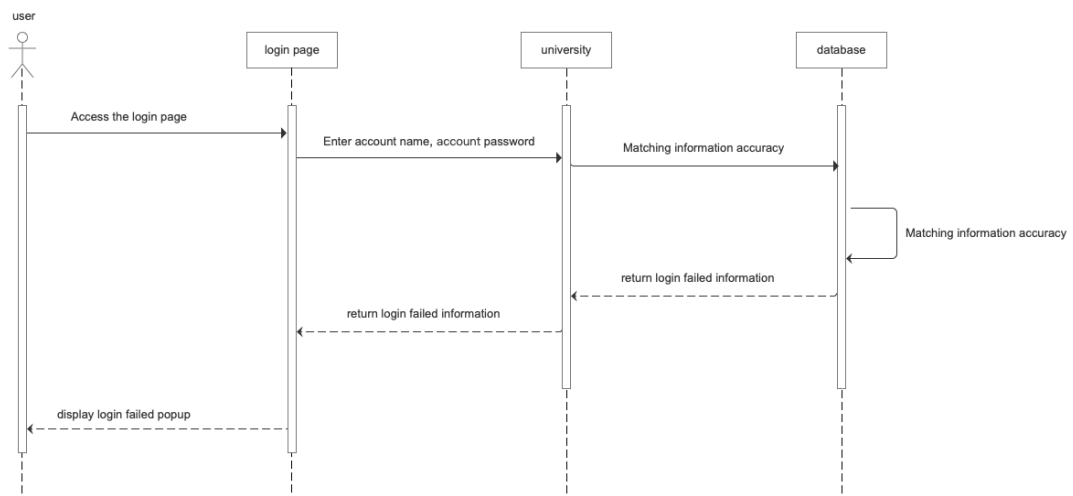 user
login page
university
database
Access the login page
Enter account name, account password
Matching information accuracy
Matching information accuracy
return login failed information
return login failed information
display login failed popup